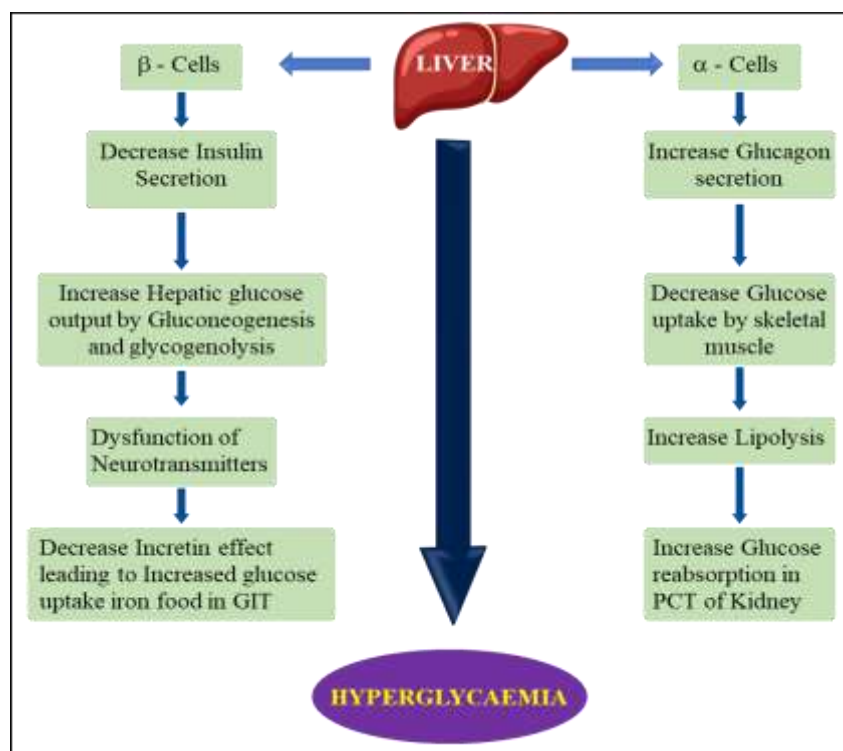 LIVER
β - Cells
Decrease Insulin
Secretion
Increase Hepatic glucose
output by Gluconeogenesis
and glycogenolysis
Dysfunction of
Neurotransmitters
Decrease Incretin effect
leading to Increased glucose
uptake iron food in GIT
α - Cells
Increase Glucagon
secretion
Decrease Glucose
uptake by skeletal
muscle
Increase Lipolysis
Increase Glucose
reabsorption in
PCT of Kidney
HYPERGLYCAEMIA